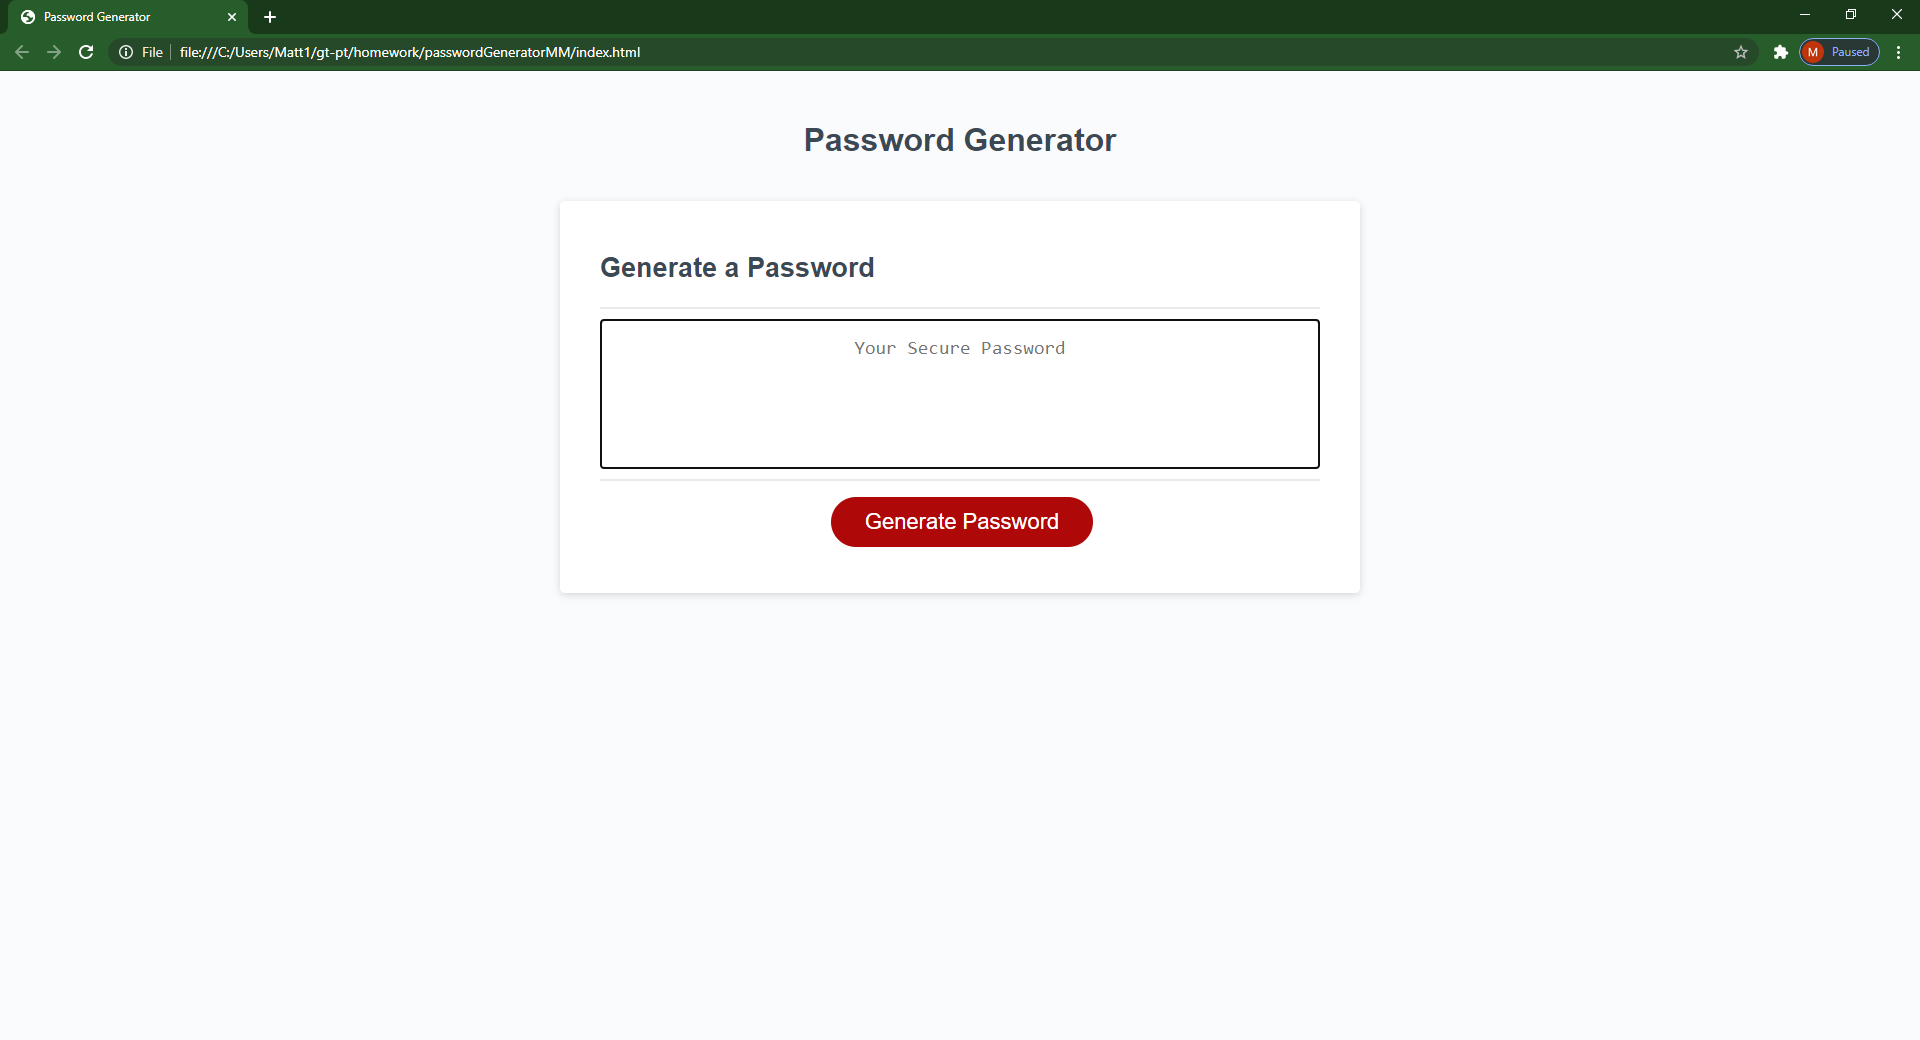 Password Generator
File file:///C:/Users/Matt1/gt-pt/homework/passwordGeneratorMM/index.html
M Paused
Password Generator
Generate a Password
Your Secure Password
Generate Password